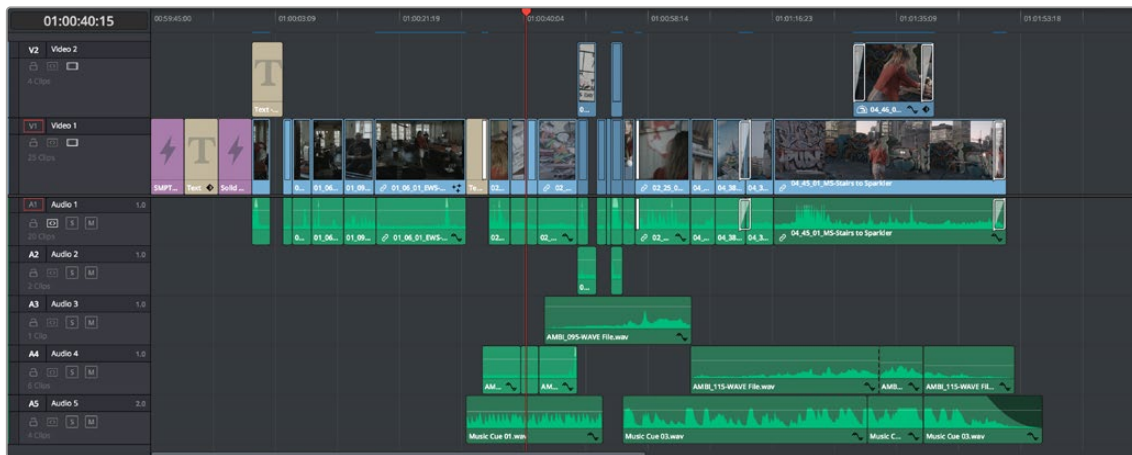 01:00:40:15
00:59:45:00 01:00:03:09 01:00:21:19 01:00:40:04 01:00:58:14 01:01:16:23 01:01:35:09 01:01:53:18
V2 Video 2
4 Clips
T
Text -...
0...
04_46_0...
V1 Video 1
20 Clips
T
SMPT... Text Solid ... 0... 01_06... 01_09... 01_06_01_EWS-... Te... 02... 02_... 02_25_0... 04_... 04_38... 04_3... 04_45_01_MS-Stairs to Sparkler
A1 Audio 1 1.0
S M
20 Clips
0... 01_06... 01_09... 01_06_01_EWS-... 02... 02_... 02_... 04_... 04_38... 04_3... 04_45_01_MS-Stairs to Sparkler
A2 Audio 2 1.0
S M
2 Clips
0...
A3 Audio 3 1.0
S M
1 Clip
AMBI_095-WAVE File.wav
A4 Audio 4 1.0
S M
6 Clips
AM... AM... AMBI_115-WAVE File.wav AMB... AMBI_115-WAVE Fil...
A5 Audio 5 2.0
S M
4 Clips
Music Cue 01.wav Music Cue 03.wav Music C... Music Cue 03.wav